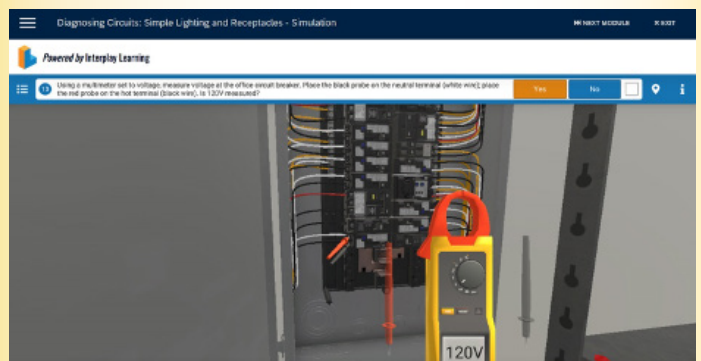 Diagnosing Circuits: Simple Lighting and Receptacles - Simulation
NEXT MODULE
EXIT
Powered by Interplay Learning
13
Using a multimeter set to voltage, measure voltage at the office circuit breaker. Place the black probe on the neutral terminal (white wire); place
the red probe on the hot terminal (black wire). Is 120V measured?
Yes
No
120V